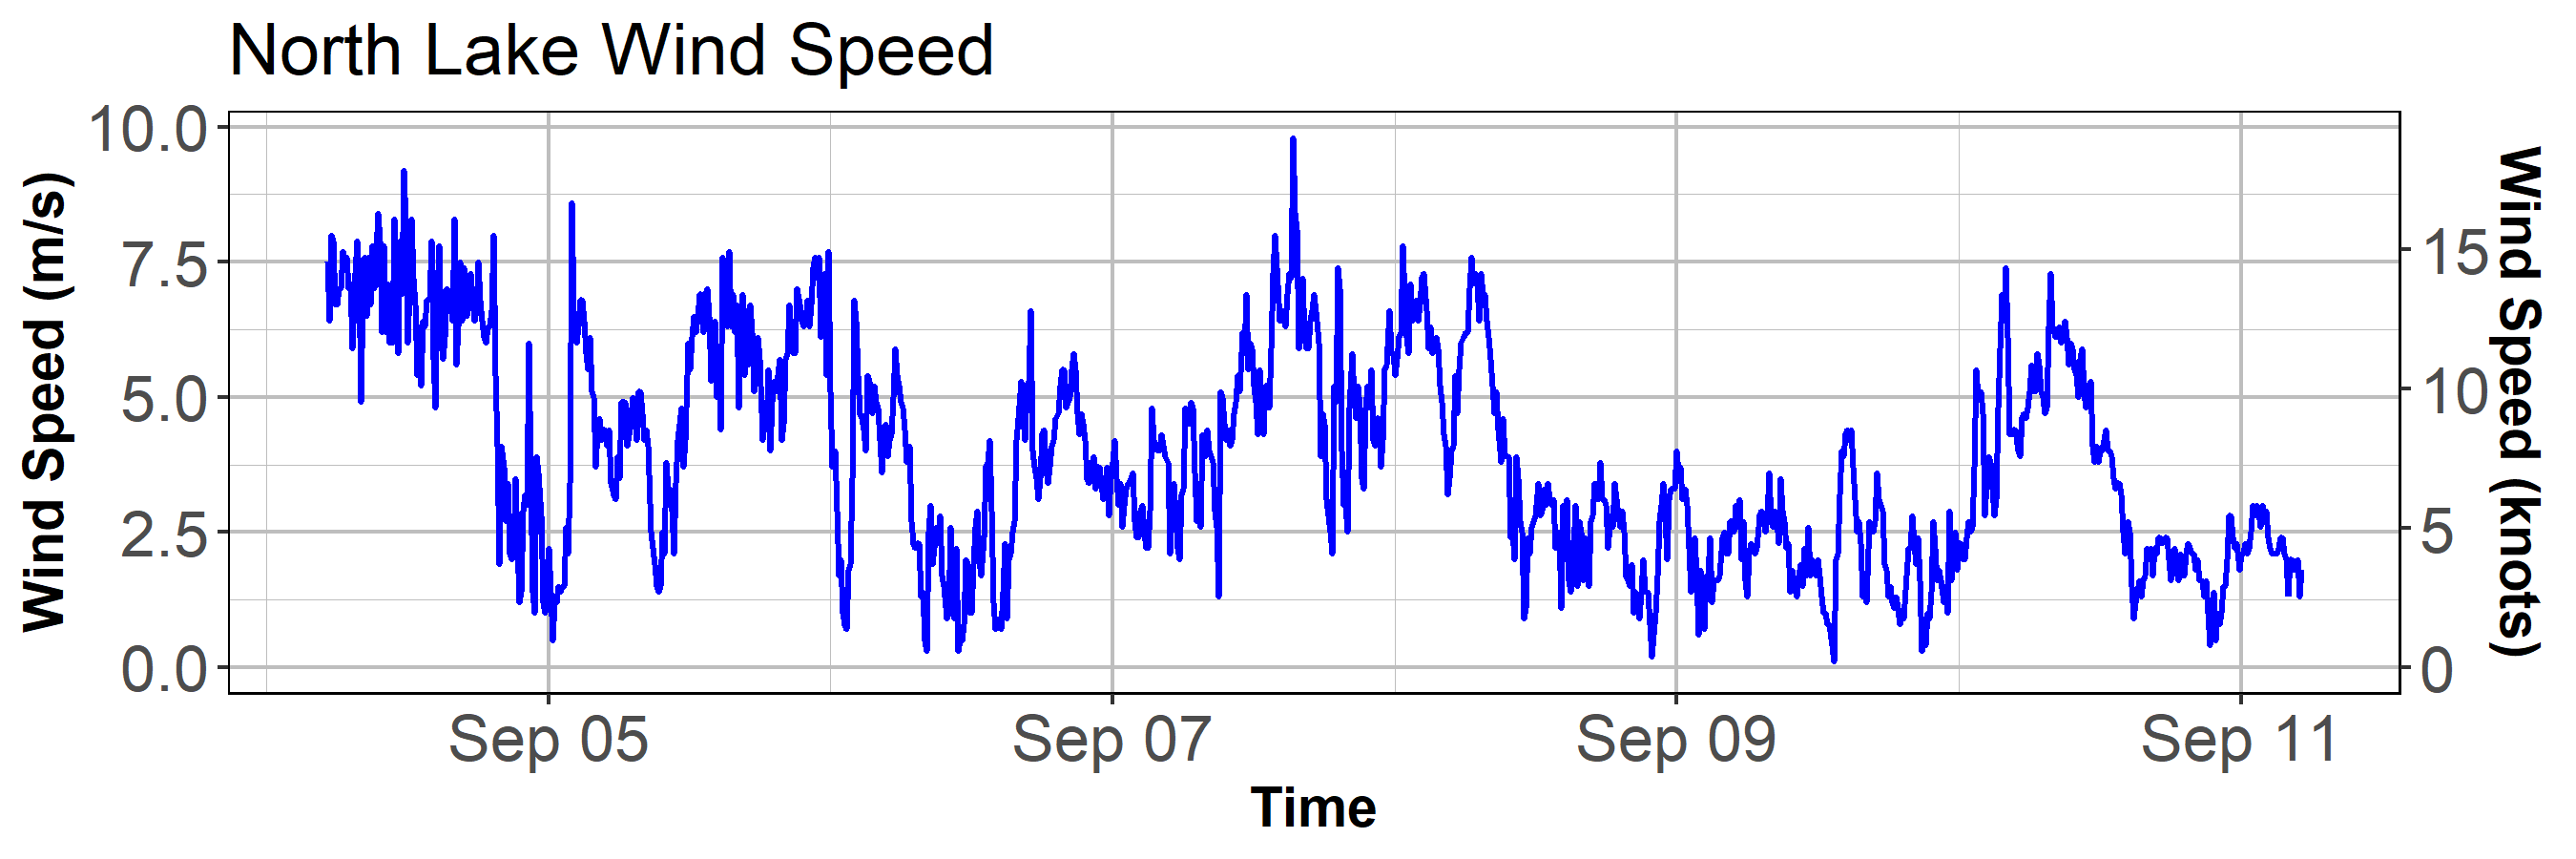 North Lake Wind Speed
Wind Speed (m/s)
10.0
7.5
5.0
2.5
0.0
Wind Speed (knots)
15
10
5
0
Sep 05
Sep 07
Sep 09
Sep 11
Time